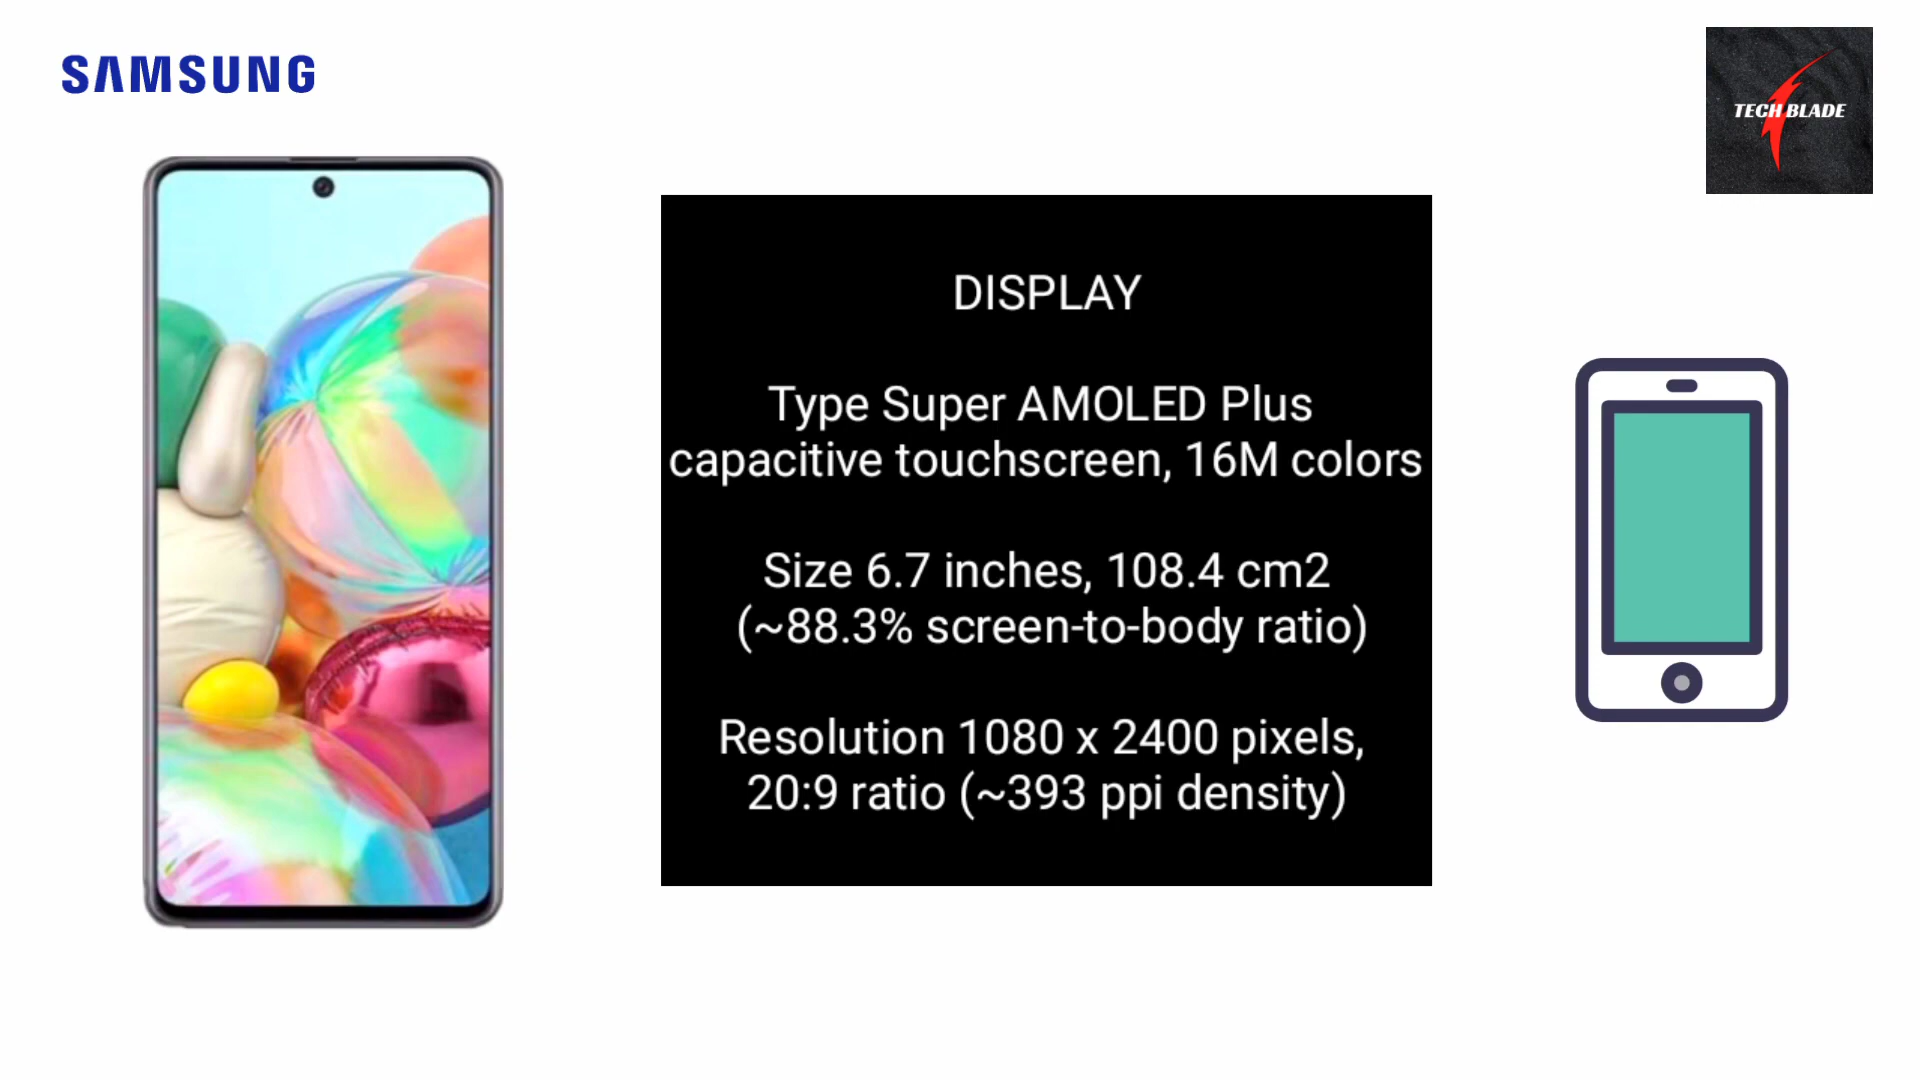 SAMSUNG
TECH BLADE
DISPLAY
Type Super AMOLED Plus
capacitive touchscreen, 16M colors
Size 6.7 inches, 108.4 cm2
(~88.3% screen-to-body ratio)
Resolution 1080 x 2400 pixels,
20:9 ratio (~393 ppi density)